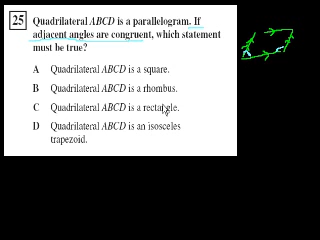 25 Quadrilateral ABCD is a parallelogram. If
adjacent angles are congruent, which statement
must be true?
A Quadrilateral ABCD is a square.
B Quadrilateral ABCD is a rhombus.
C Quadrilateral ABCD is a rectangle.
D Quadrilateral ABCD is an isosceles
trapezoid.